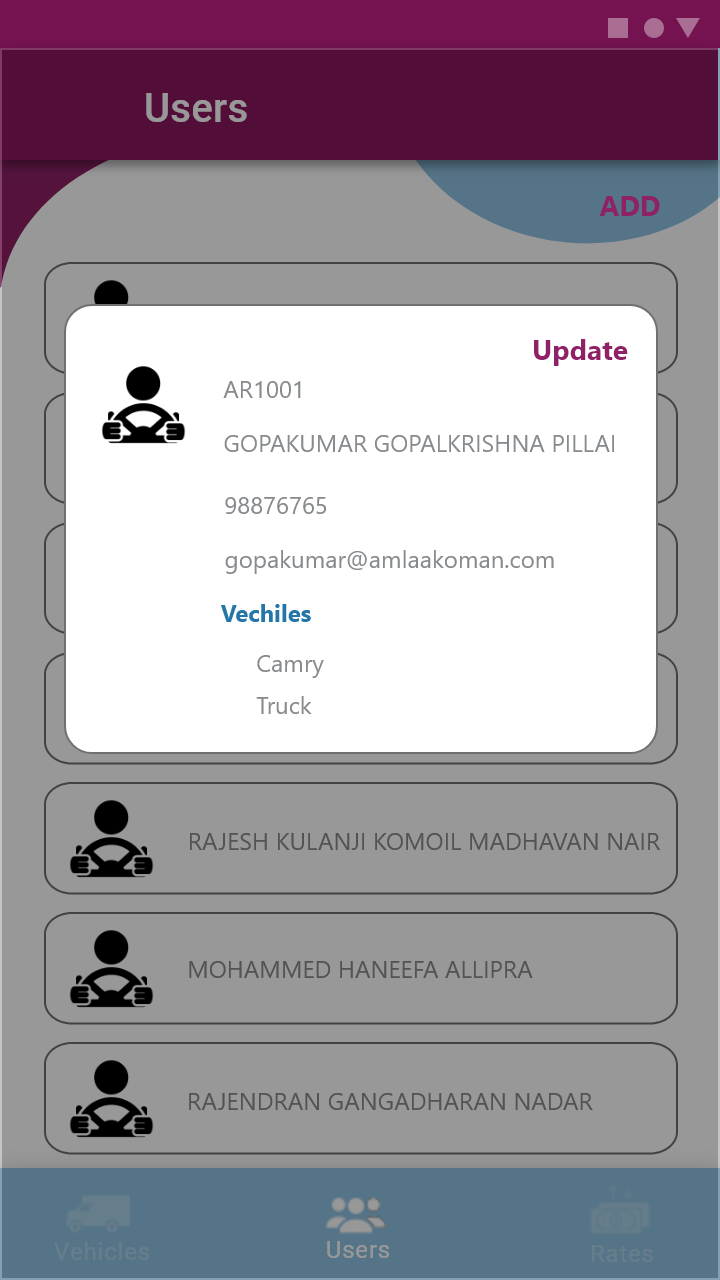 Users
ADD
Update
AR1001
GOPAKUMAR GOPALKRISHNA PILLAI
98876765
gopakumar@amlaakoman.com
Vechiles
Camry
Truck
RAJESH KULANJI KOMOIL MADHAVAN NAIR
MOHAMMED HANEEFA ALLIPRA
RAJENDRAN GANGADHARAN NADAR
Vehicles
Users
Rates